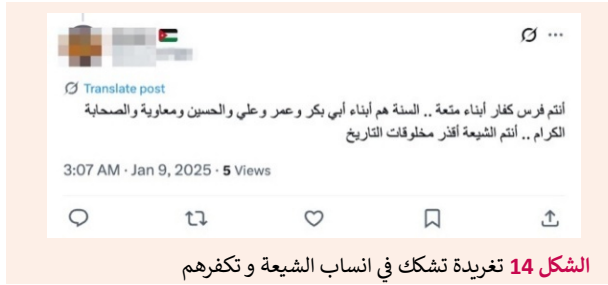 Translate post
أنتم فرس كفار أبناء متعة .. السنة هم أبناء أبي بكر وعمر وعلي والحسين ومعاوية والصحابة
الكرام .. أنتم الشيعة أقذر مخلوقات التاريخ
3:07 AM · Jan 9, 2025 · 5 Views
الشكل 14 تغريدة تشكك في انساب الشيعة و تكفرهم